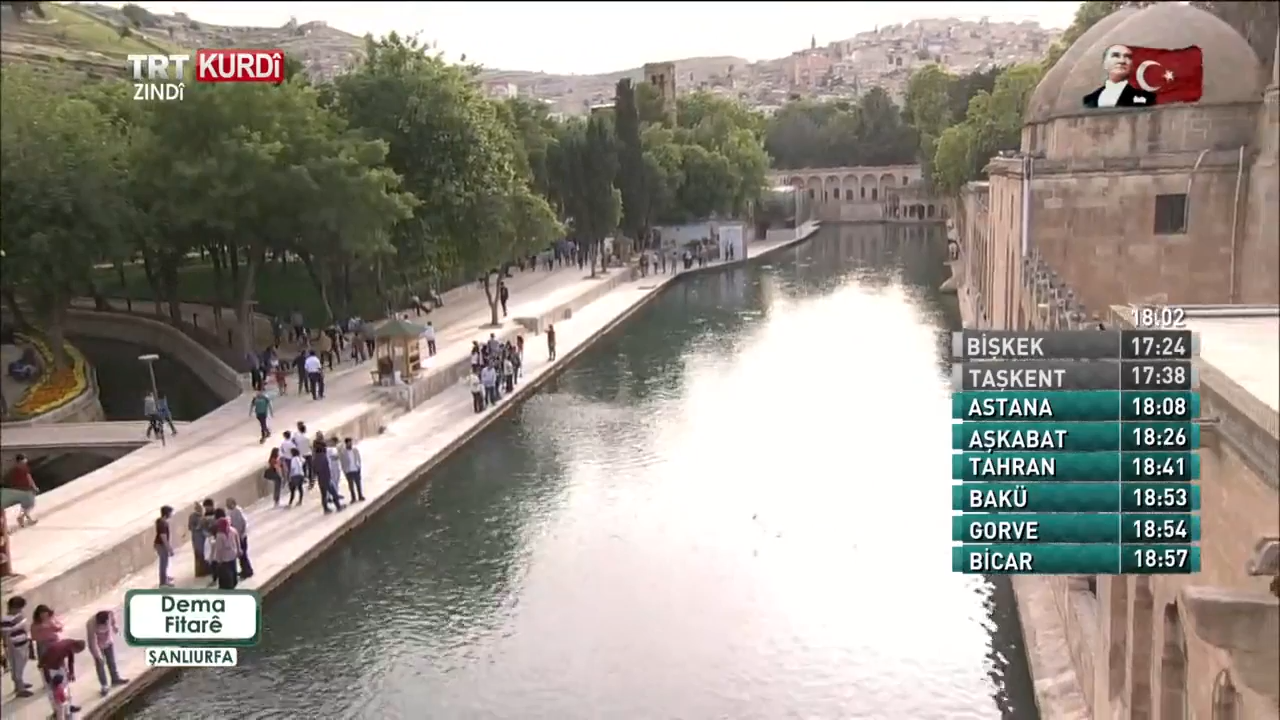 TRT KURDÎ
ZINDÎ
18:02
BİŞKEK 17:24
TAŞKENT 17:38
ASTANA 18:08
AŞKABAT 18:26
TAHRAN 18:41
BAKÜ 18:53
GORVE 18:54
BİCAR 18:57
Dema
Fitarê
ŞANLIURFA